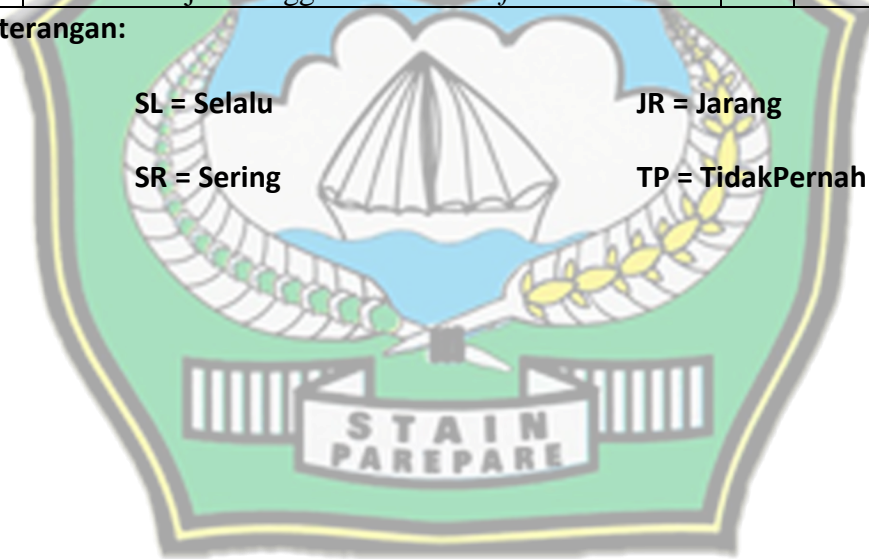 terangan:
SL = Selalu JR = Jarang
SR = Sering TP = TidakPernah
STAIN
PAREPARE